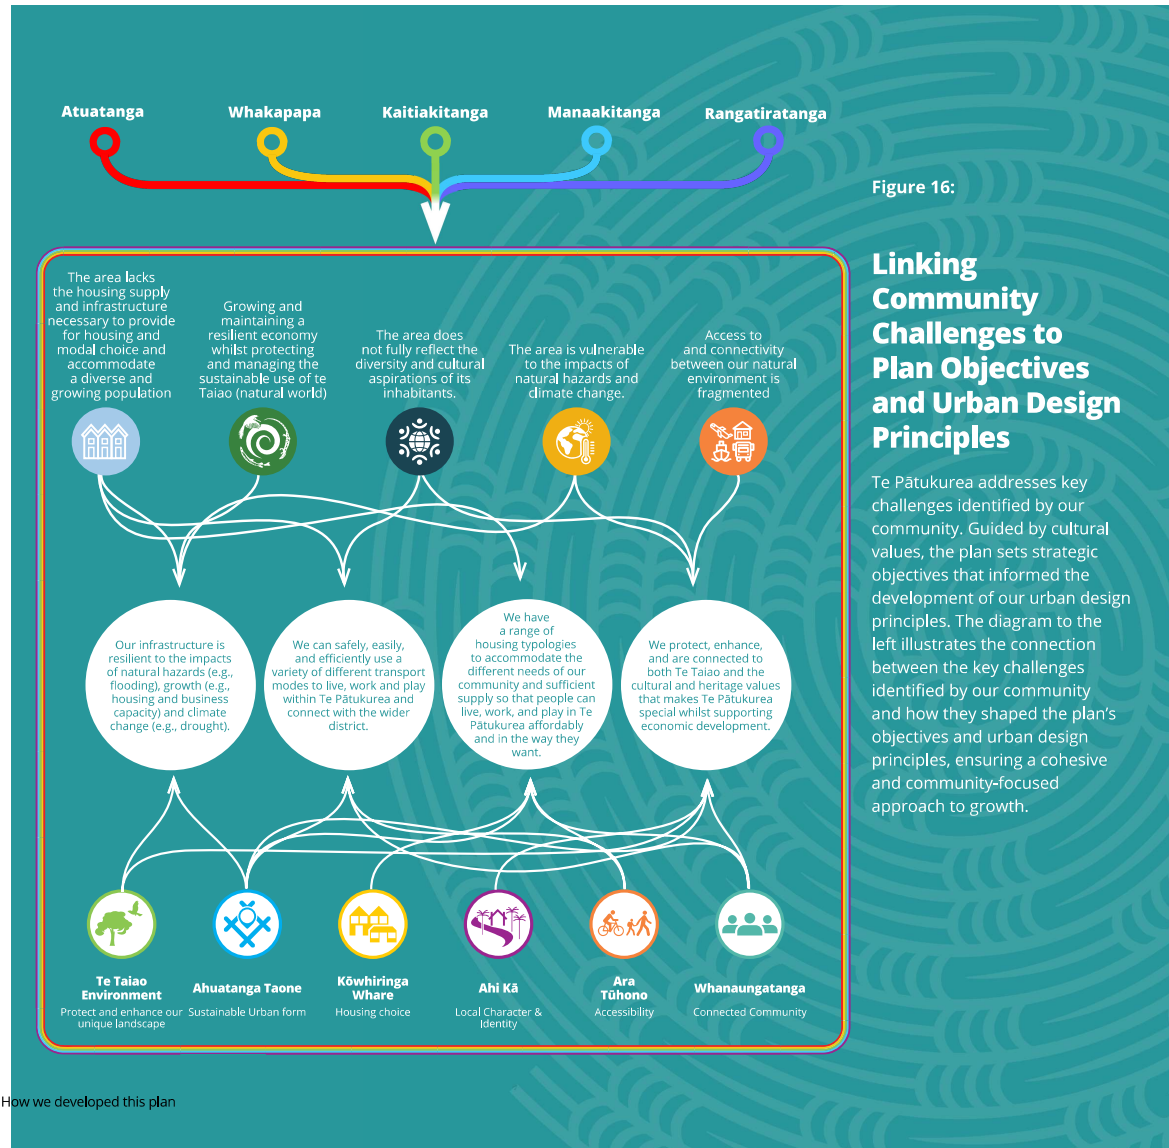 Atuatanga
Whakapapa
Kaitiakitanga
Manaakitanga
Rangatiratanga
The area lacks
the housing supply
and infrastructure
necessary to provide
for housing and
modal choice and
accommodate
a diverse and
growing population
Growing and
maintaining a
resilient economy
whilst protecting
and managing the
sustainable use of te
Taiao (natural world)
The area does
not fully reflect the
diversity and cultural
aspirations of its
inhabitants.
The area is vulnerable
to the impacts of
natural hazards and
climate change.
Access to
and connectivity
between our natural
environment is
fragmented
Our infrastructure is
resilient to the impacts
of natural hazards (e.g.,
flooding), growth (e.g.,
housing and business
capacity) and climate
change (e.g., drought).
We can safely, easily,
and efficiently use a
variety of different transport
modes to live, work and play
within Te Pātukurea and
connect with the wider
district.
We have
a range of
housing typologies
to accommodate the
different needs of our
community and sufficient
supply so that people can
live, work, and play in Te
Pātukurea affordably
and in the way they
want.
We protect, enhance,
and are connected to
both Te Taiao and the
cultural and heritage values
that makes Te Pātukurea
special whilst supporting
economic development.
Te Taiao
Environment
Protect and enhance our
unique landscape
Ahuatanga Taone
Sustainable Urban form
Kōwhiringa
Whare
Housing choice
Ahi Kā
Local Character &
Identity
Ara
Tūhono
Accessibility
Whanaungatanga
Connected Community
Figure 16:
Linking
Community
Challenges to
Plan Objectives
and Urban Design
Principles
Te Pātukurea addresses key
challenges identified by our
community. Guided by cultural
values, the plan sets strategic
objectives that informed the
development of our urban design
principles. The diagram to the
left illustrates the connection
between the key challenges
identified by our community
and how they shaped the plan's
objectives and urban design
principles, ensuring a cohesive
and community-focused
approach to growth.
How we developed this plan